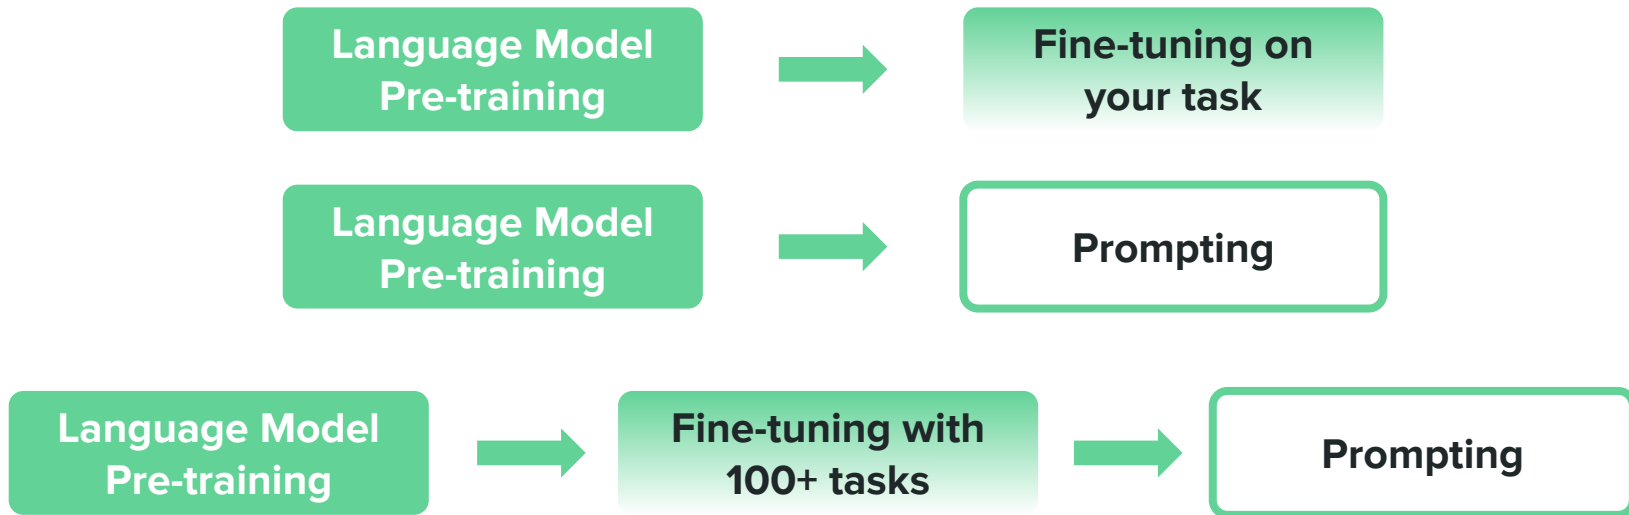 Language Model
Pre-training
Fine-tuning on
your task
Language Model
Pre-training
Prompting
Language Model
Pre-training
Fine-tuning with
100+ tasks
Prompting